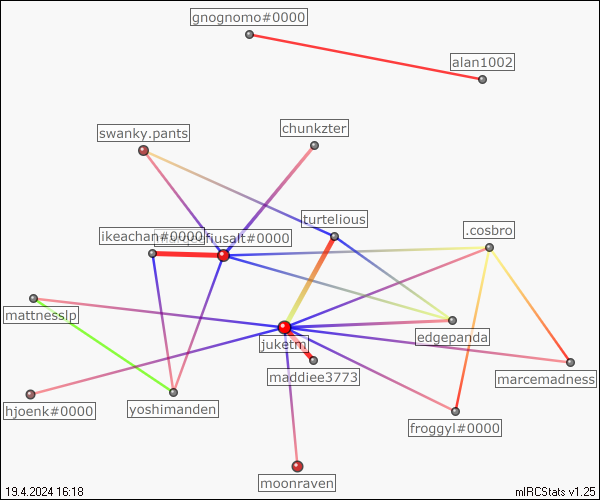 gnognomo#0000
alan1002
chunkzter
swanky.pants
turtelious
.cosbro
ikeachan#0000
fiusalt#0000
mattnesslp
edgepanda
juketm
maddiee3773
marcemadness
hjoenk#0000
yoshimanden
froggyl#0000
moonraven
19.4.2024 16:18
mIRCStats v1.25